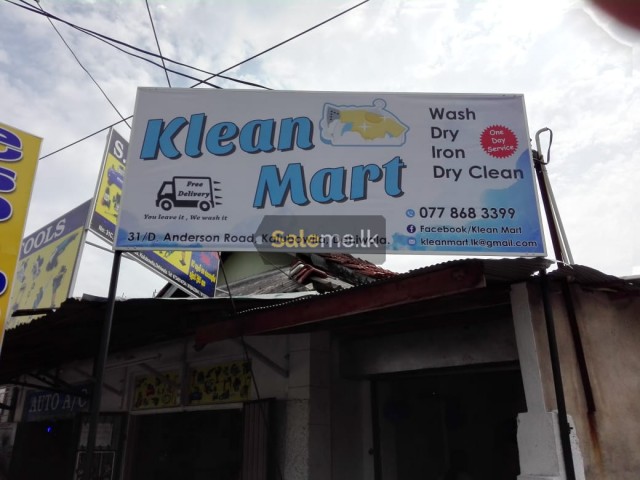 Klean
Mart
Wash
Dry
Iron
Dry Clean
One
Day
Service
Free
Delivery
You leave it , We wash it
31/D Anderson Road,
077 868 3399
Facebook/Klean Mart
kleanmart.lk@gmail.com
Saleme.lk
TOOLS
AUTO A/C